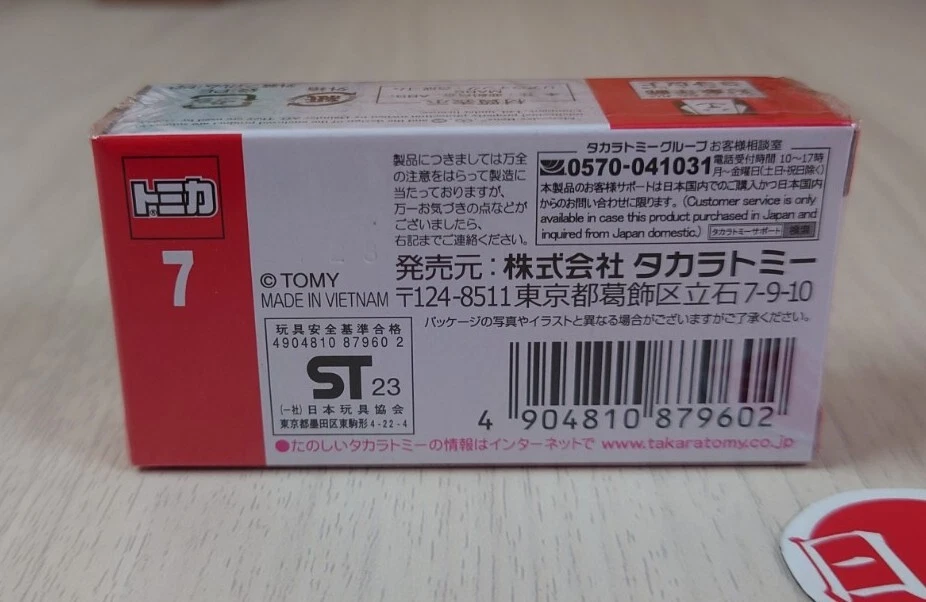 トミカ
7
製品につきましては万全
の注意をはらって製造に
当たっておりますが、
万一お気づきの点などが
ございましたら、
右記までご連絡ください。
タカラトミーグループお客様相談室
0570-041031 電話受付時間 10～17時
月～金曜日(土・日・祝日除く)
本製品のお客様サポートは日本国内でのご購入かつ日本国内
からのお問い合わせに限ります。(Customer service is only
available in case this product purchased in Japan and
inquired from Japan domestic.) タカラトミーサポート 検索
発売元：株式会社 タカラトミー
〒124-8511東京都葛飾区立石7-9-10
© TOMY
MADE IN VIETNAM
パッケージの写真やイラストと異なる場合がございますがご了承ください。
玩具安全基準合格
4904810 87960 2
ST 23
(一社)日本玩具協会
東京都墨田区東駒形4-22-4
4 904810 879602
●たのしいタカラトミーの情報はインターネットで www.takaratomy.co.jp